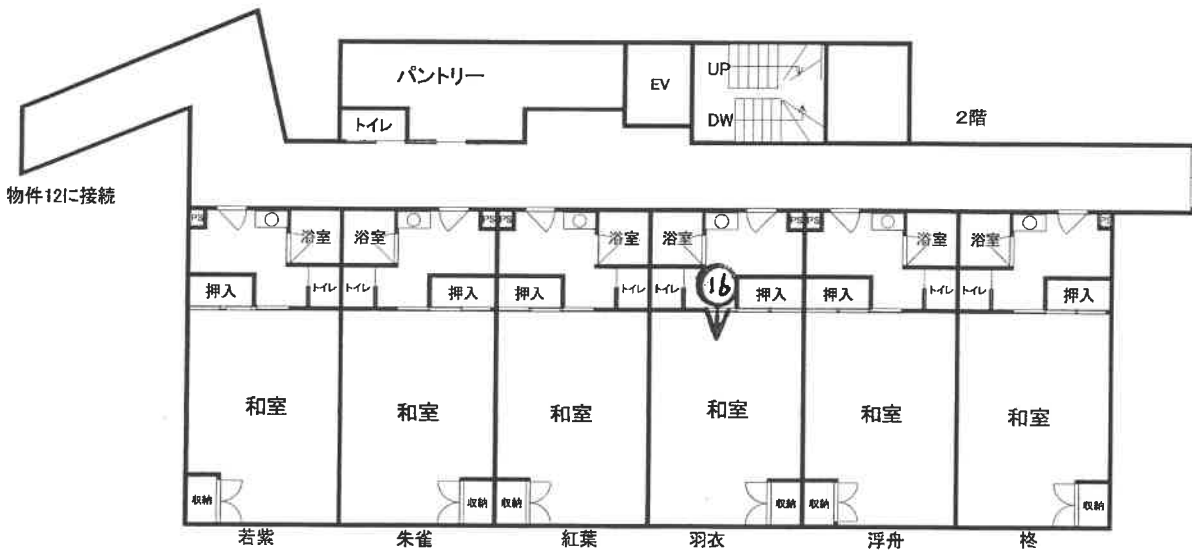 パントリー
EV
UP
DW
2階
トイレ
物件12に接続
PS
浴室
浴室
PS
PS
浴室
浴室
PS
PS
浴室
浴室
PS
押入
トイレ
トイレ
押入
押入
トイレ
トイレ
16
押入
押入
トイレ
トイレ
押入
和室
和室
和室
和室
和室
和室
収納
収納
収納
収納
収納
収納
若紫
朱雀
紅葉
羽衣
浮舟
柊